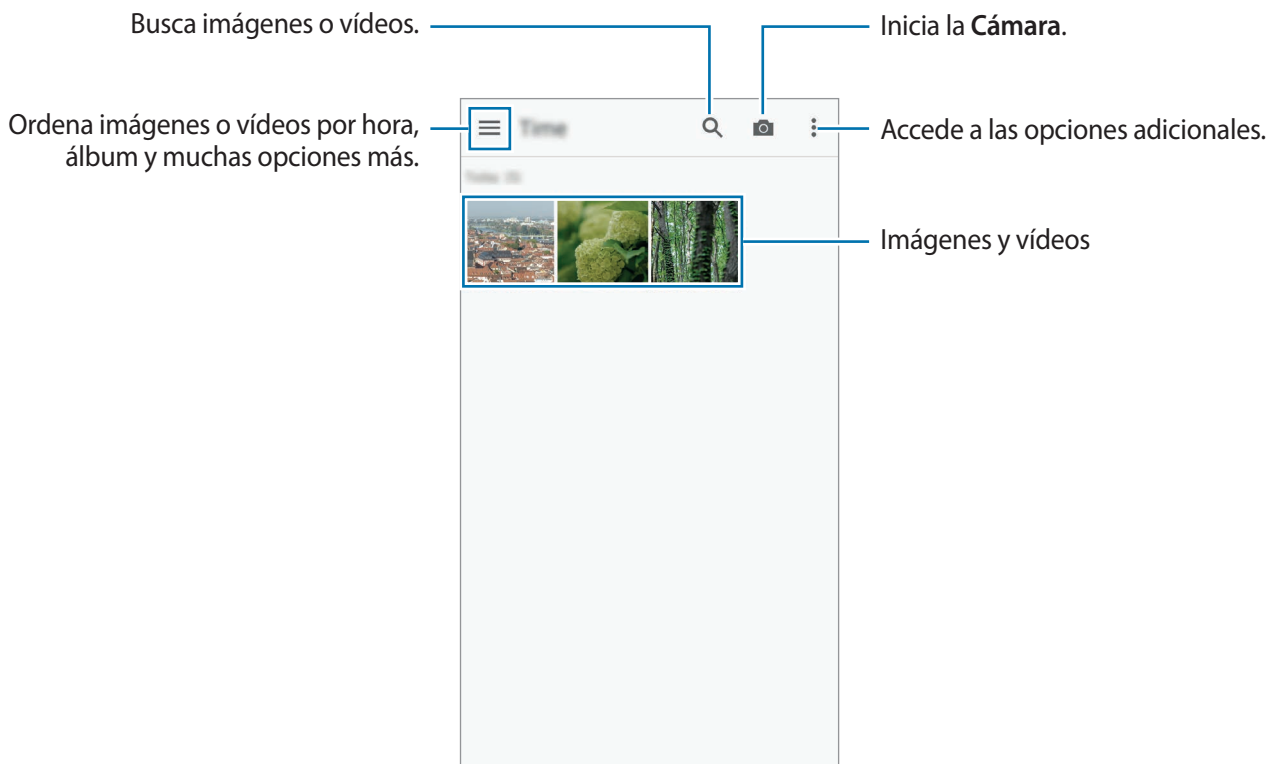 Busca imágenes o vídeos.
Inicia la Cámara.
Ordena imágenes o vídeos por hora,
álbum y muchas opciones más.
Time
Accede a las opciones adicionales.
Imágenes y vídeos